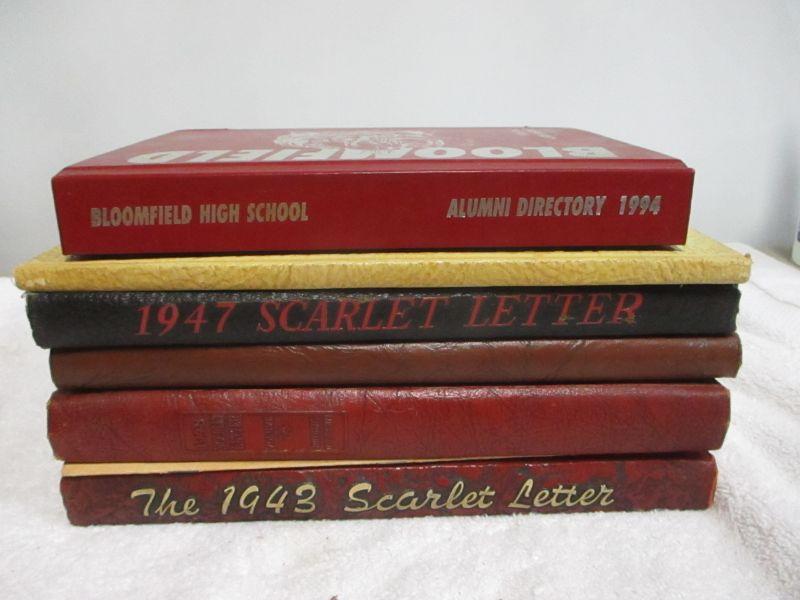 BLOOMFIELD
BLOOMFIELD HIGH SCHOOL ALUMNI DIRECTORY 1994
1947 SCARLET LETTER
The 1943 Scarlet Letter